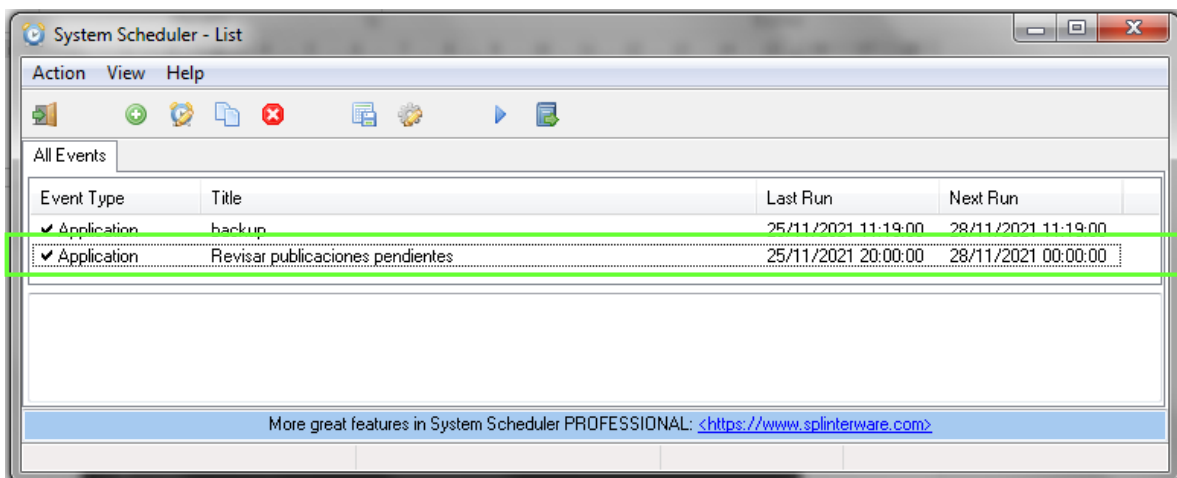 System Scheduler - List
Action View Help
All Events
Event Type Title Last Run Next Run
Application backup 25/11/2021 11:19:00 28/11/2021 11:19:00
Application Revisar publicaciones pendientes 25/11/2021 20:00:00 28/11/2021 00:00:00
More great features in System Scheduler PROFESSIONAL: <https://www.splinterware.com>